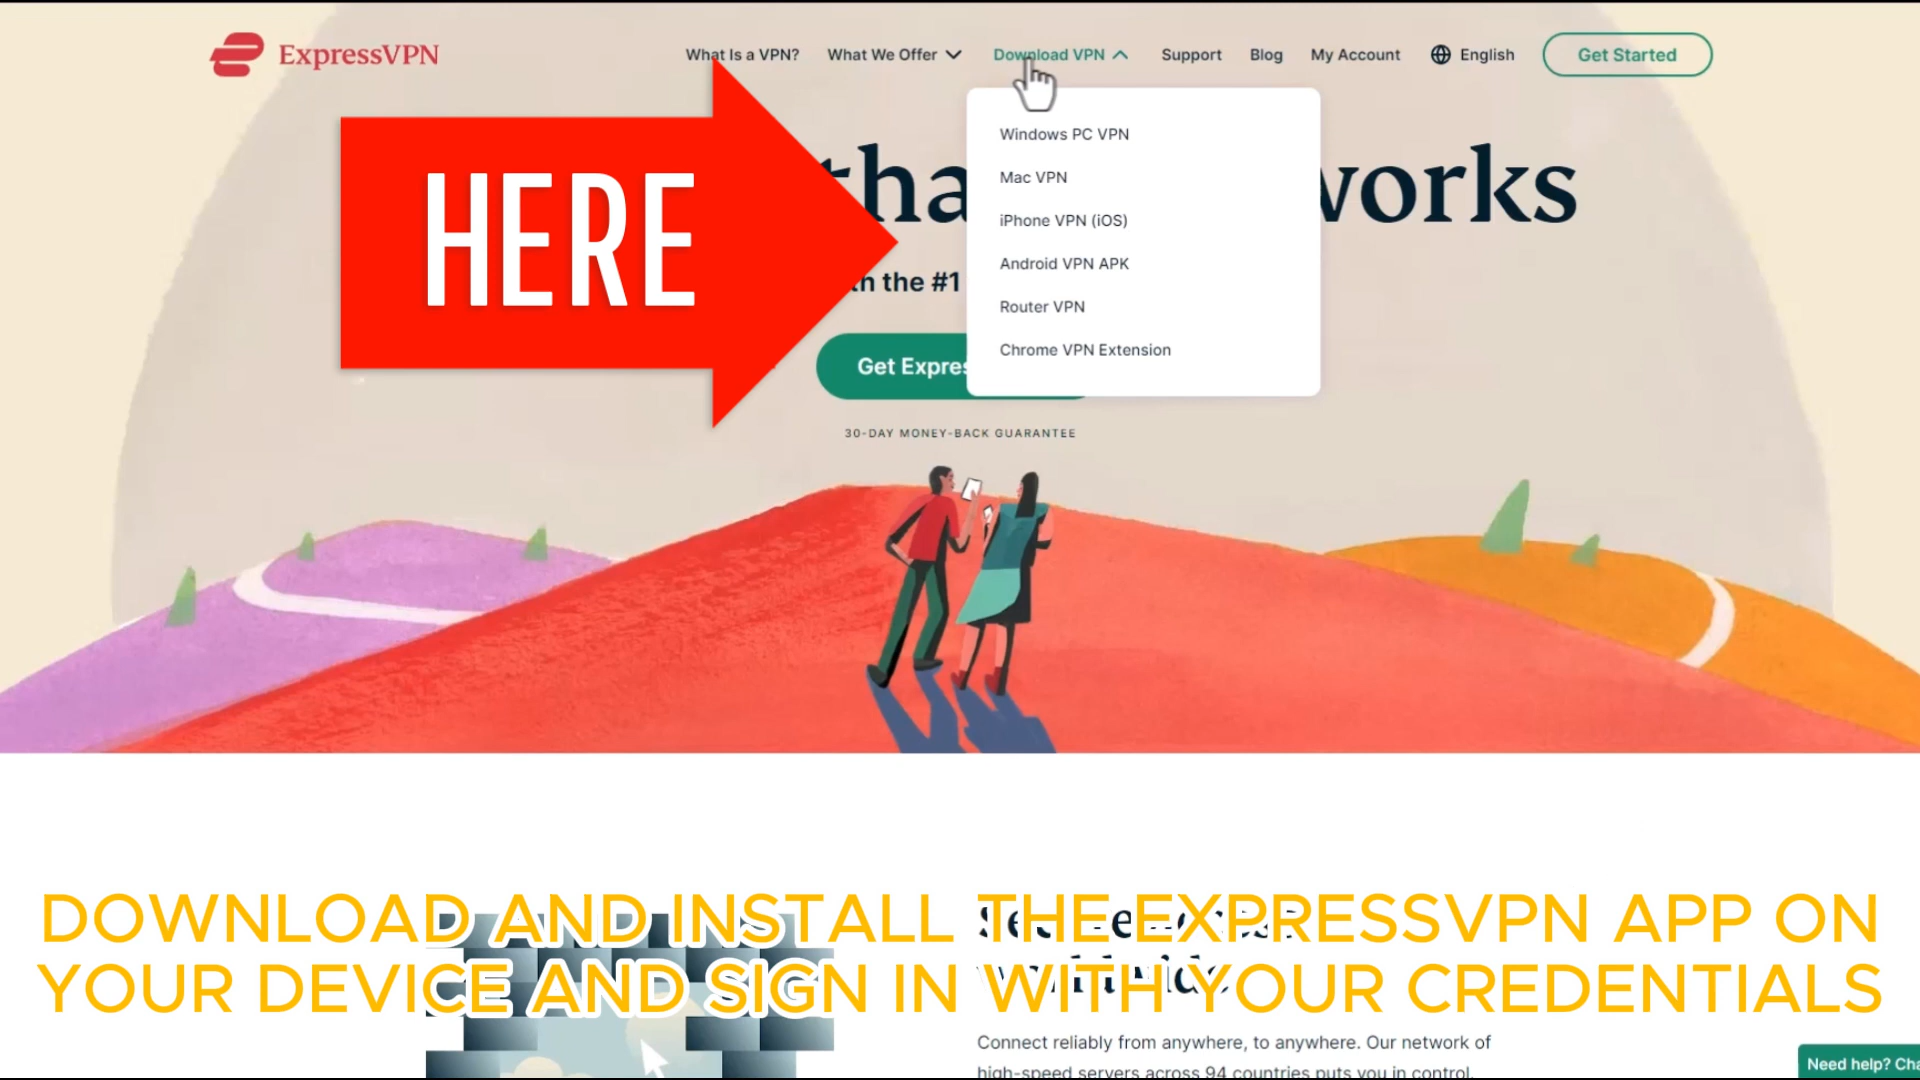 ExpressVPN
What Is a VPN? What We Offer Download VPN Support Blog My Account English Get Started
Windows PC VPN
Mac VPN
iPhone VPN (iOS)
Android VPN APK
Router VPN
Chrome VPN Extension
HERE
works
the #1
Get
30-DAY MONEY-BACK GUARANTEE
DOWNLOAD AND INSTALL THE EXPRESSVPN APP ON
YOUR DEVICE AND SIGN IN WITH YOUR CREDENTIALS
Connect reliably from anywhere, to anywhere. Our network of
high-speed servers across 94 countries puts you in control.
Need help?